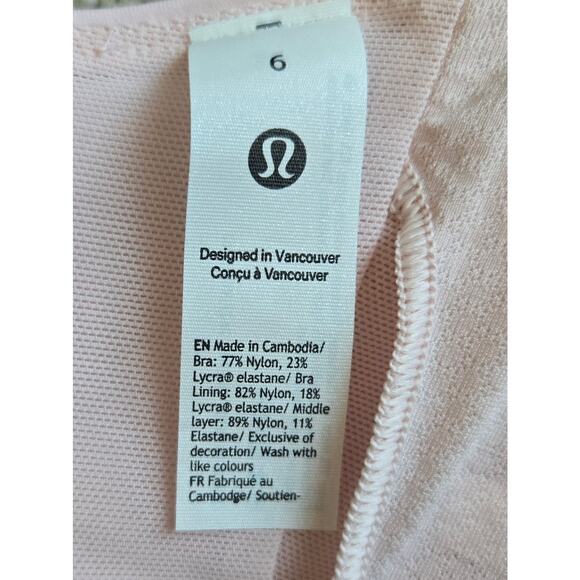 6
Designed in Vancouver
Conçu à Vancouver
EN Made in Cambodia/
Bra: 77% Nylon, 23%
Lycra® elastane/ Bra
Lining: 82% Nylon, 18%
Lycra® elastane/ Middle
layer: 89% Nylon, 11%
Elastane/ Exclusive of
decoration/ Wash with
like colours
FR Fabriqué au
Cambodge/ Soutien-